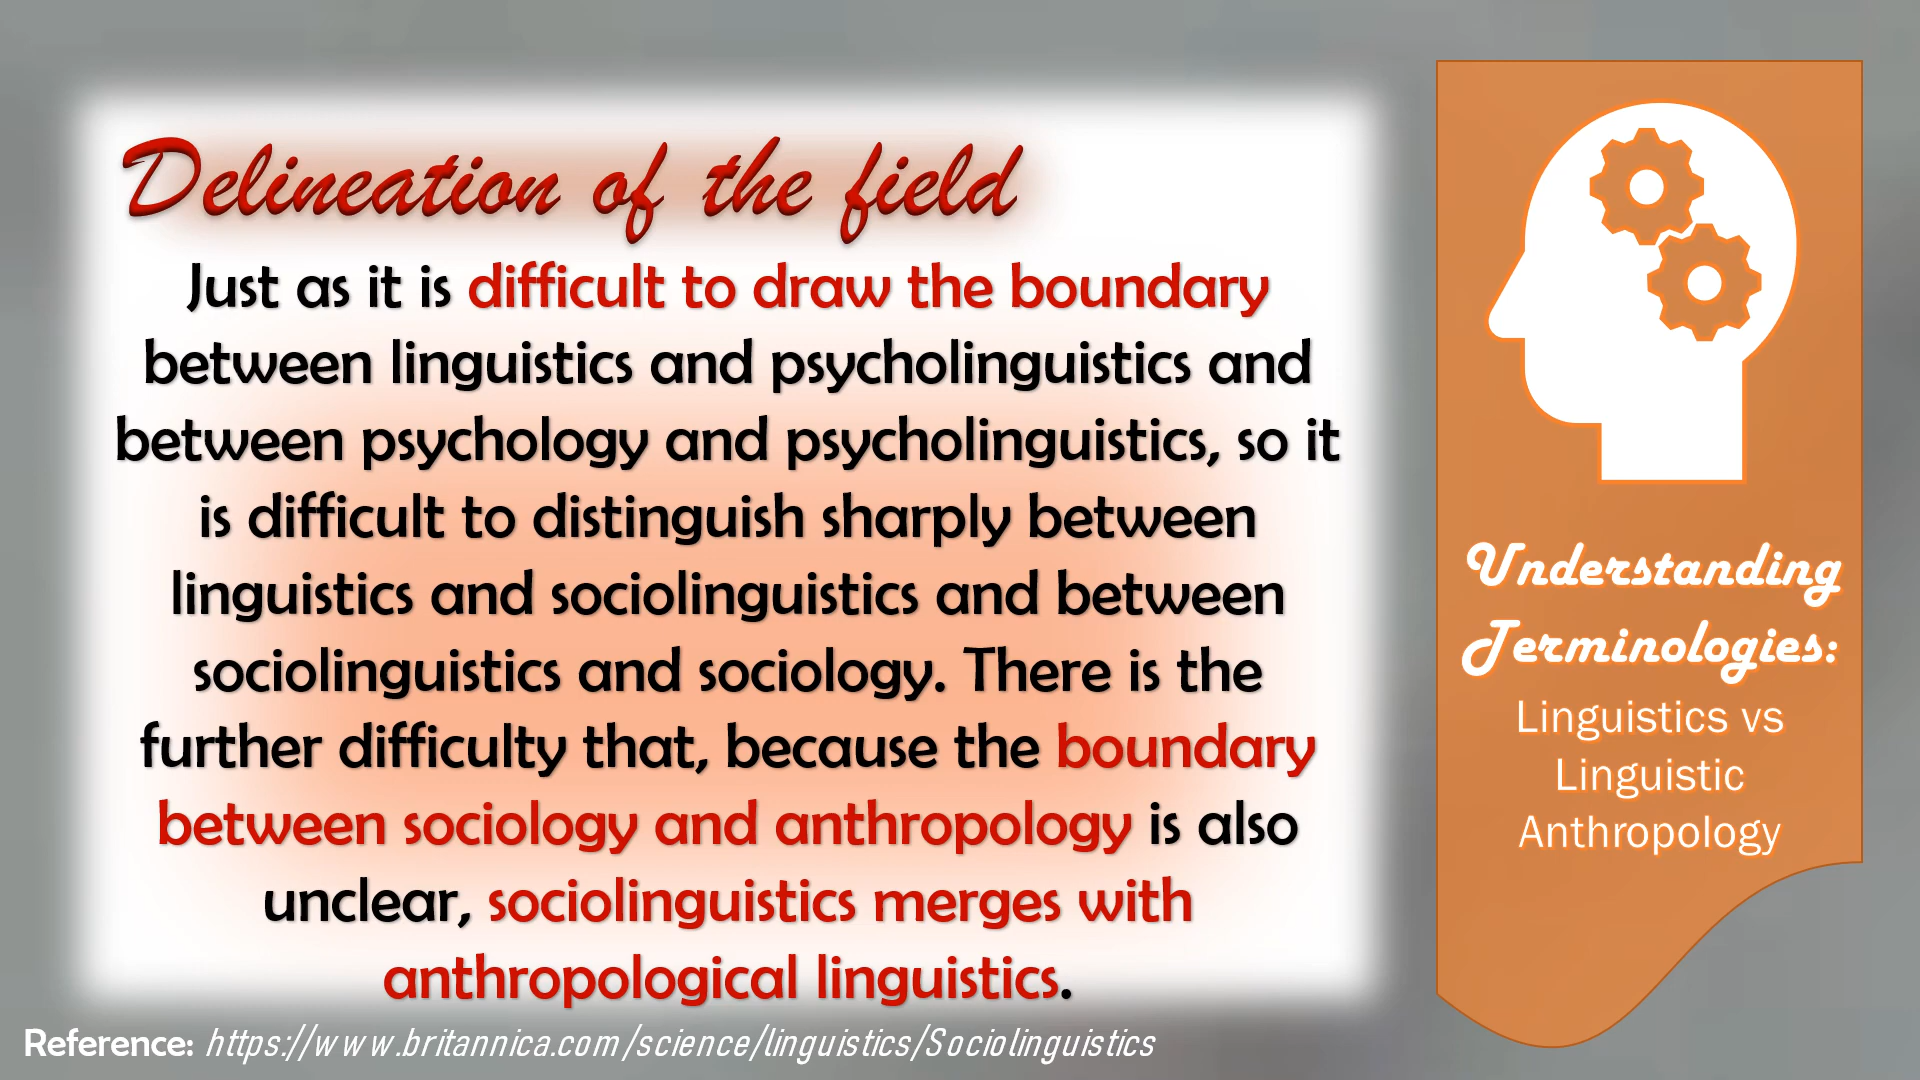 Delineation of the field
Just as it is difficult to draw the boundary
between linguistics and psycholinguistics and
between psychology and psycholinguistics, so it
is difficult to distinguish sharply between
linguistics and sociolinguistics and between
sociolinguistics and sociology. There is the
further difficulty that, because the boundary
between sociology and anthropology is also
unclear, sociolinguistics merges with
anthropological linguistics.
Reference: https://www.britannica.com/science/linguistics/Sociolinguistics
Understanding
Terminologies:
Linguistics vs
Linguistic
Anthropology